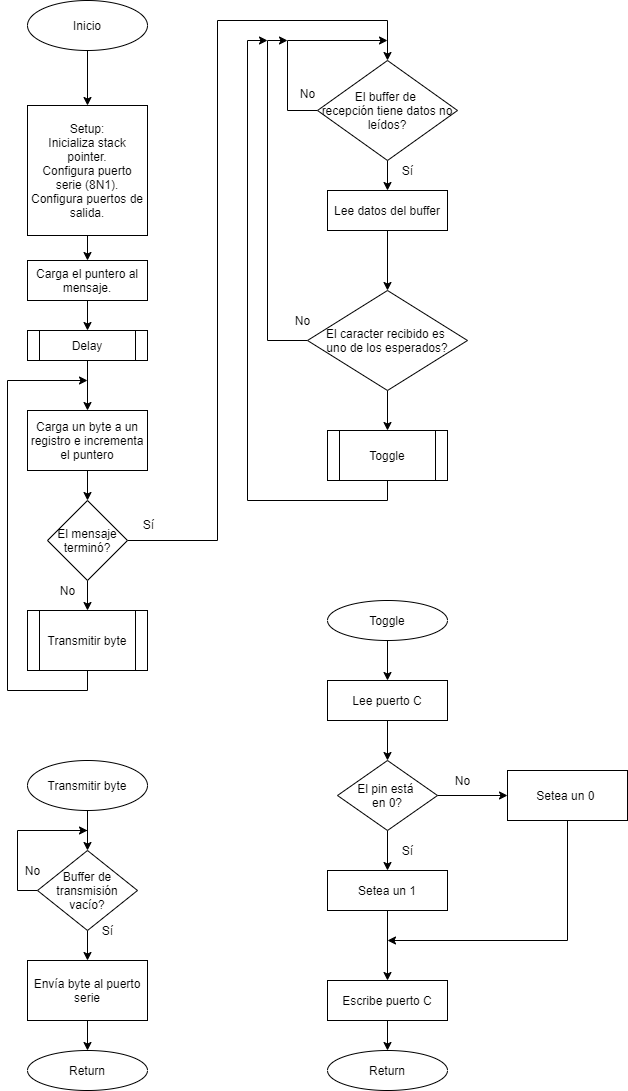 Inicio
Setup:
Inicializa stack
pointer.
Configura puerto
serie (8N1).
Configura puertos de
salida.
Carga el puntero al
mensaje.
Delay
Carga un byte a un
registro e incrementa
el puntero
El mensaje
terminó?
Sí
No
Transmitir byte
El buffer de
recepción tiene datos no
leídos?
No
Sí
Lee datos del buffer
El caracter recibido es
uno de los esperados?
No
Toggle
Transmitir byte
Buffer de
transmisión
vacío?
No
Sí
Envía byte al puerto
serie
Return
Toggle
Lee puerto C
El pin está
en 0?
No
Setea un 0
Sí
Setea un 1
Escribe puerto C
Return